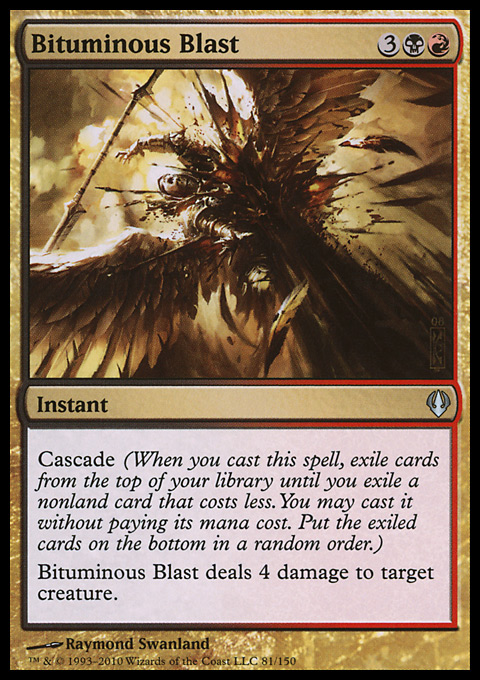 Bituminous Blast 3
Instant
Cascade (When you cast this spell, exile cards
from the top of your library until you exile a
nonland card that costs less. You may cast it
without paying its mana cost. Put the exiled
cards on the bottom in a random order.)
Bituminous Blast deals 4 damage to target
creature.
Raymond Swanland
™ & © 1993–2010 Wizards of the Coast LLC 81/150